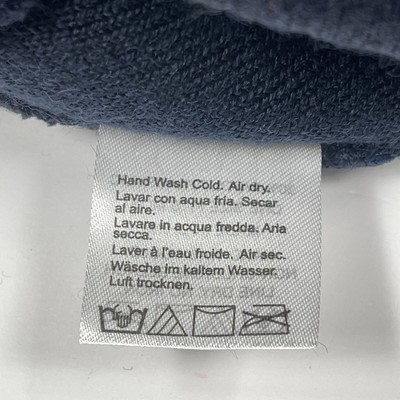 Hand Wash Cold. Air dry.
Lavar con aqua fria. Secar
al aire.
Lavare in acqua fredda. Aria
secca.
Laver à l'eau froide. Air sec.
Wäsche im kaltem Wasser.
Luft trocknen.